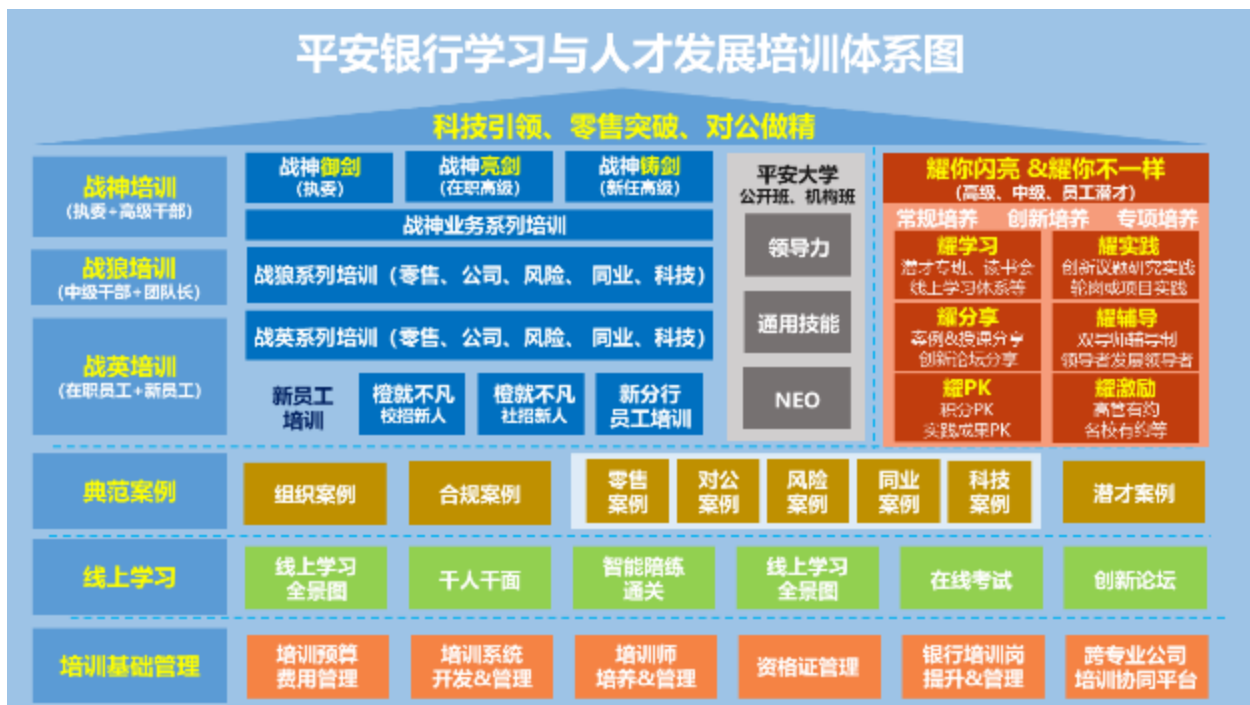 平安银行学习与人才发展培训体系图
科技引领、零售突破、对公做精
战神培训
(执委+高级干部)
战神御剑
(执委)
战神亮剑
(在职高级)
战神铸剑
(新任高级)
战神业务系列培训
战狼培训
(中级干部+团队长)
战狼系列培训（零售、公司、风险、同业、科技）
战英培训
(在职员工+新员工)
战英系列培训（零售、公司、风险、同业、科技）
新员工
培训
橙就不凡
校招新人
橙就不凡
社招新人
新分行
员工培训
平安大学
公开班、机构班
领导力
通用技能
NEO
耀你闪亮 &耀你不一样
(高级、中级、员工潜才)
常规培养 创新培养 专项培养
耀学习
潜才专班、读书会
线上学习体系等
耀实践
创新议题研究实践
轮岗或项目实践
耀分享
案例&授课分享
创新论坛分享
耀辅导
双导师辅导制
领导者发展领导者
耀PK
积分PK
实践成果PK
耀激励
高管有约
名校有约等
典范案例
组织案例
合规案例
零售
案例
对公
案例
风险
案例
同业
案例
科技
案例
潜才案例
线上学习
线上学习
全景图
千人千面
智能陪练
通关
线上学习
全景图
在线考试
创新论坛
培训基础管理
培训预算
费用管理
培训系统
开发&管理
培训师
培养&管理
资格证管理
银行培训岗
提升&管理
跨专业公司
培训协同平台